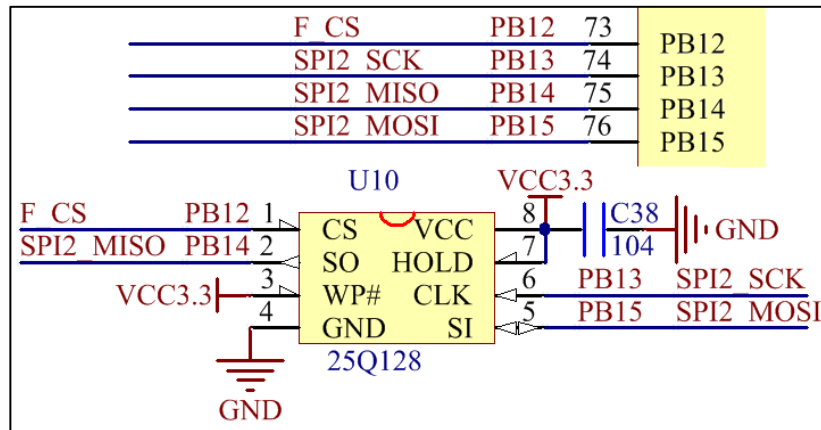 F_CS PB12 73 PB12
SPI2_SCK PB13 74 PB13
SPI2_MISO PB14 75 PB14
SPI2_MOSI PB15 76 PB15
U10 VCC3.3
F_CS PB12 1 CS VCC 8 C38
SPI2_MISO PB14 2 SO HOLD 7 104 GND
VCC3.3 3 WP# CLK 6 PB13 SPI2_SCK
4 GND SI 5 PB15 SPI2_MOSI
25Q128
GND